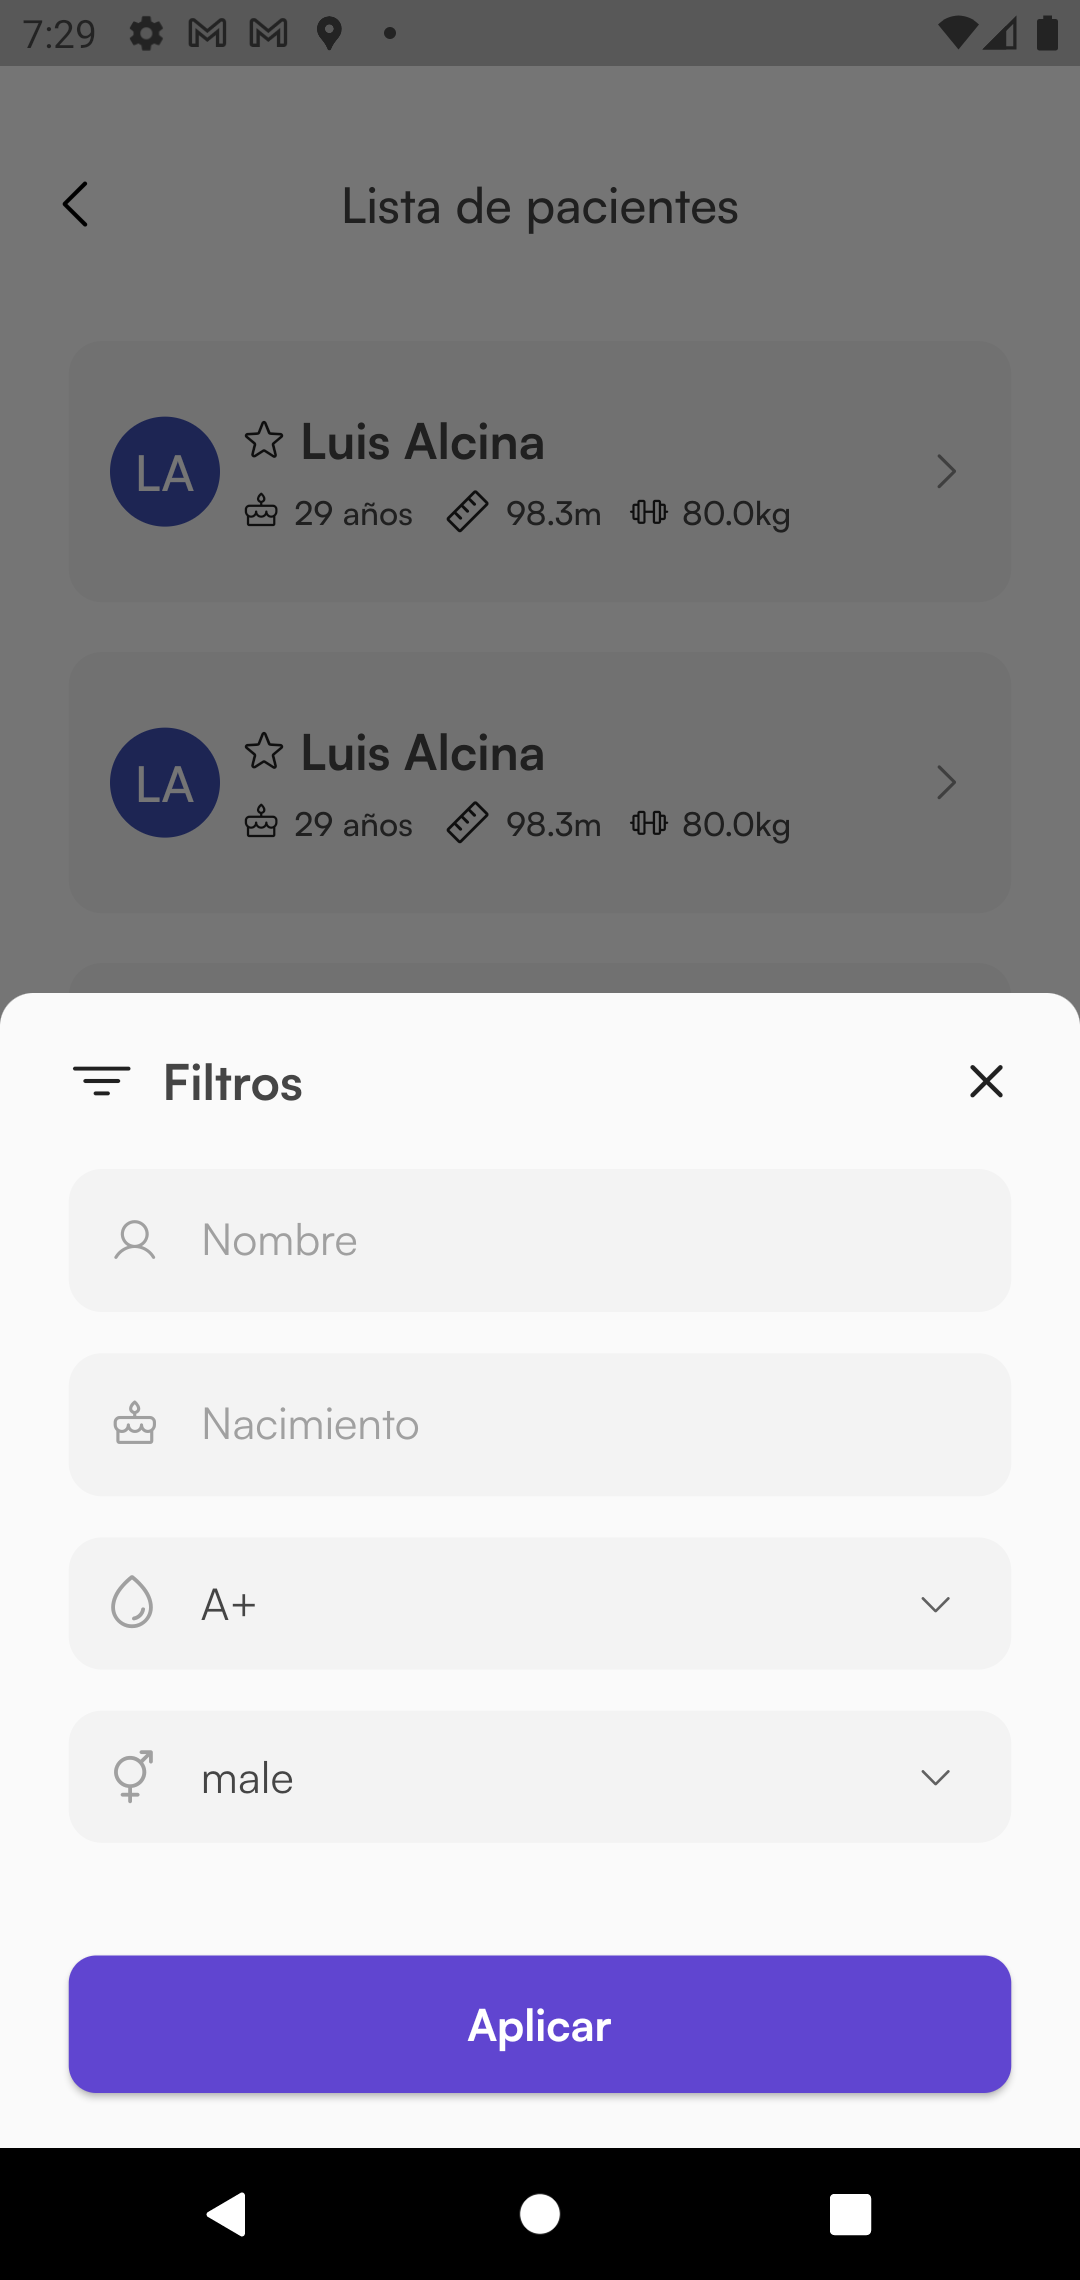 7:29
Lista de pacientes
LA
Luis Alcina
29 años 98.3m 80.0kg
LA
Luis Alcina
29 años 98.3m 80.0kg
Filtros
Nombre
Nacimiento
A+
male
Aplicar